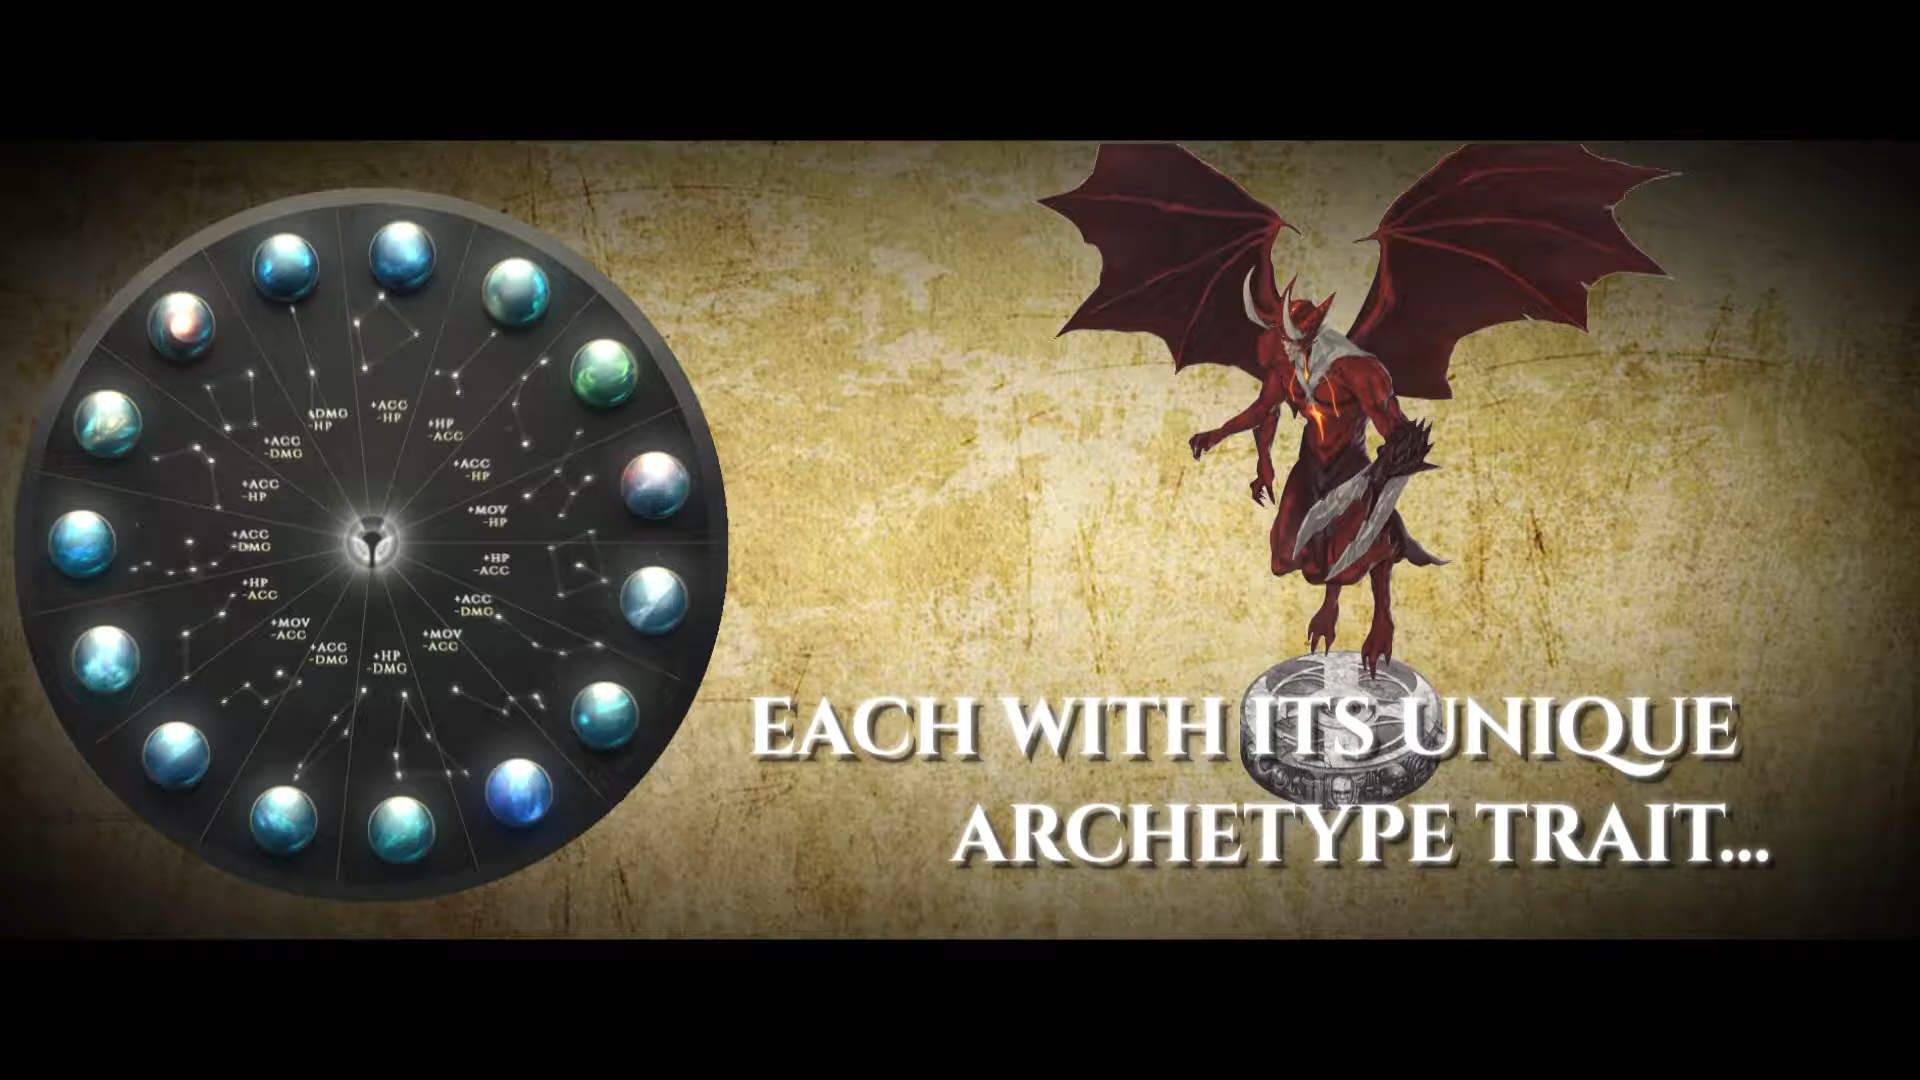 +DMG
-HP
+ACC
-HP
+HP
-ACC
+ACC
-HP
+MOV
-HP
+HP
-ACC
+ACC
-DMG
+MOV
-ACC
+HP
-DMG
+ACC
-DMG
+MOV
-ACC
+HP
-ACC
+ACC
-DMG
+ACC
-HP
+ACC
-DMG
EACH WITH ITS UNIQUE
ARCHETYPE TRAIT...